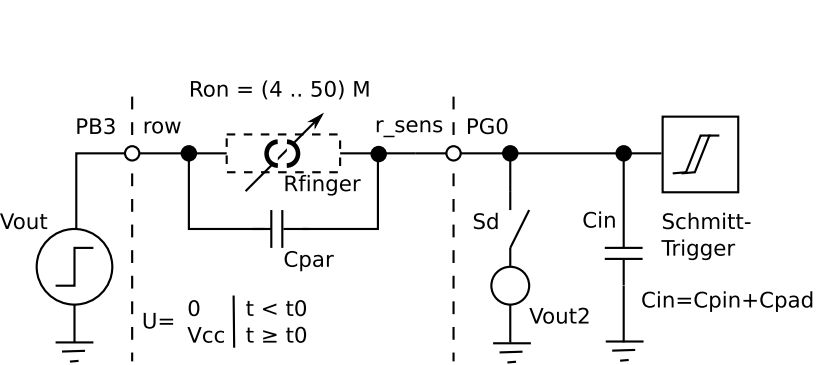 Ron = (4 .. 50) M
PB3
row
r_sens
PG0
Rfinger
Vout
Sd
Cin
Schmitt-
Trigger
Cpar
Cin=Cpin+Cpad
U=
0
t < t0
Vcc
t ≥ t0
Vout2